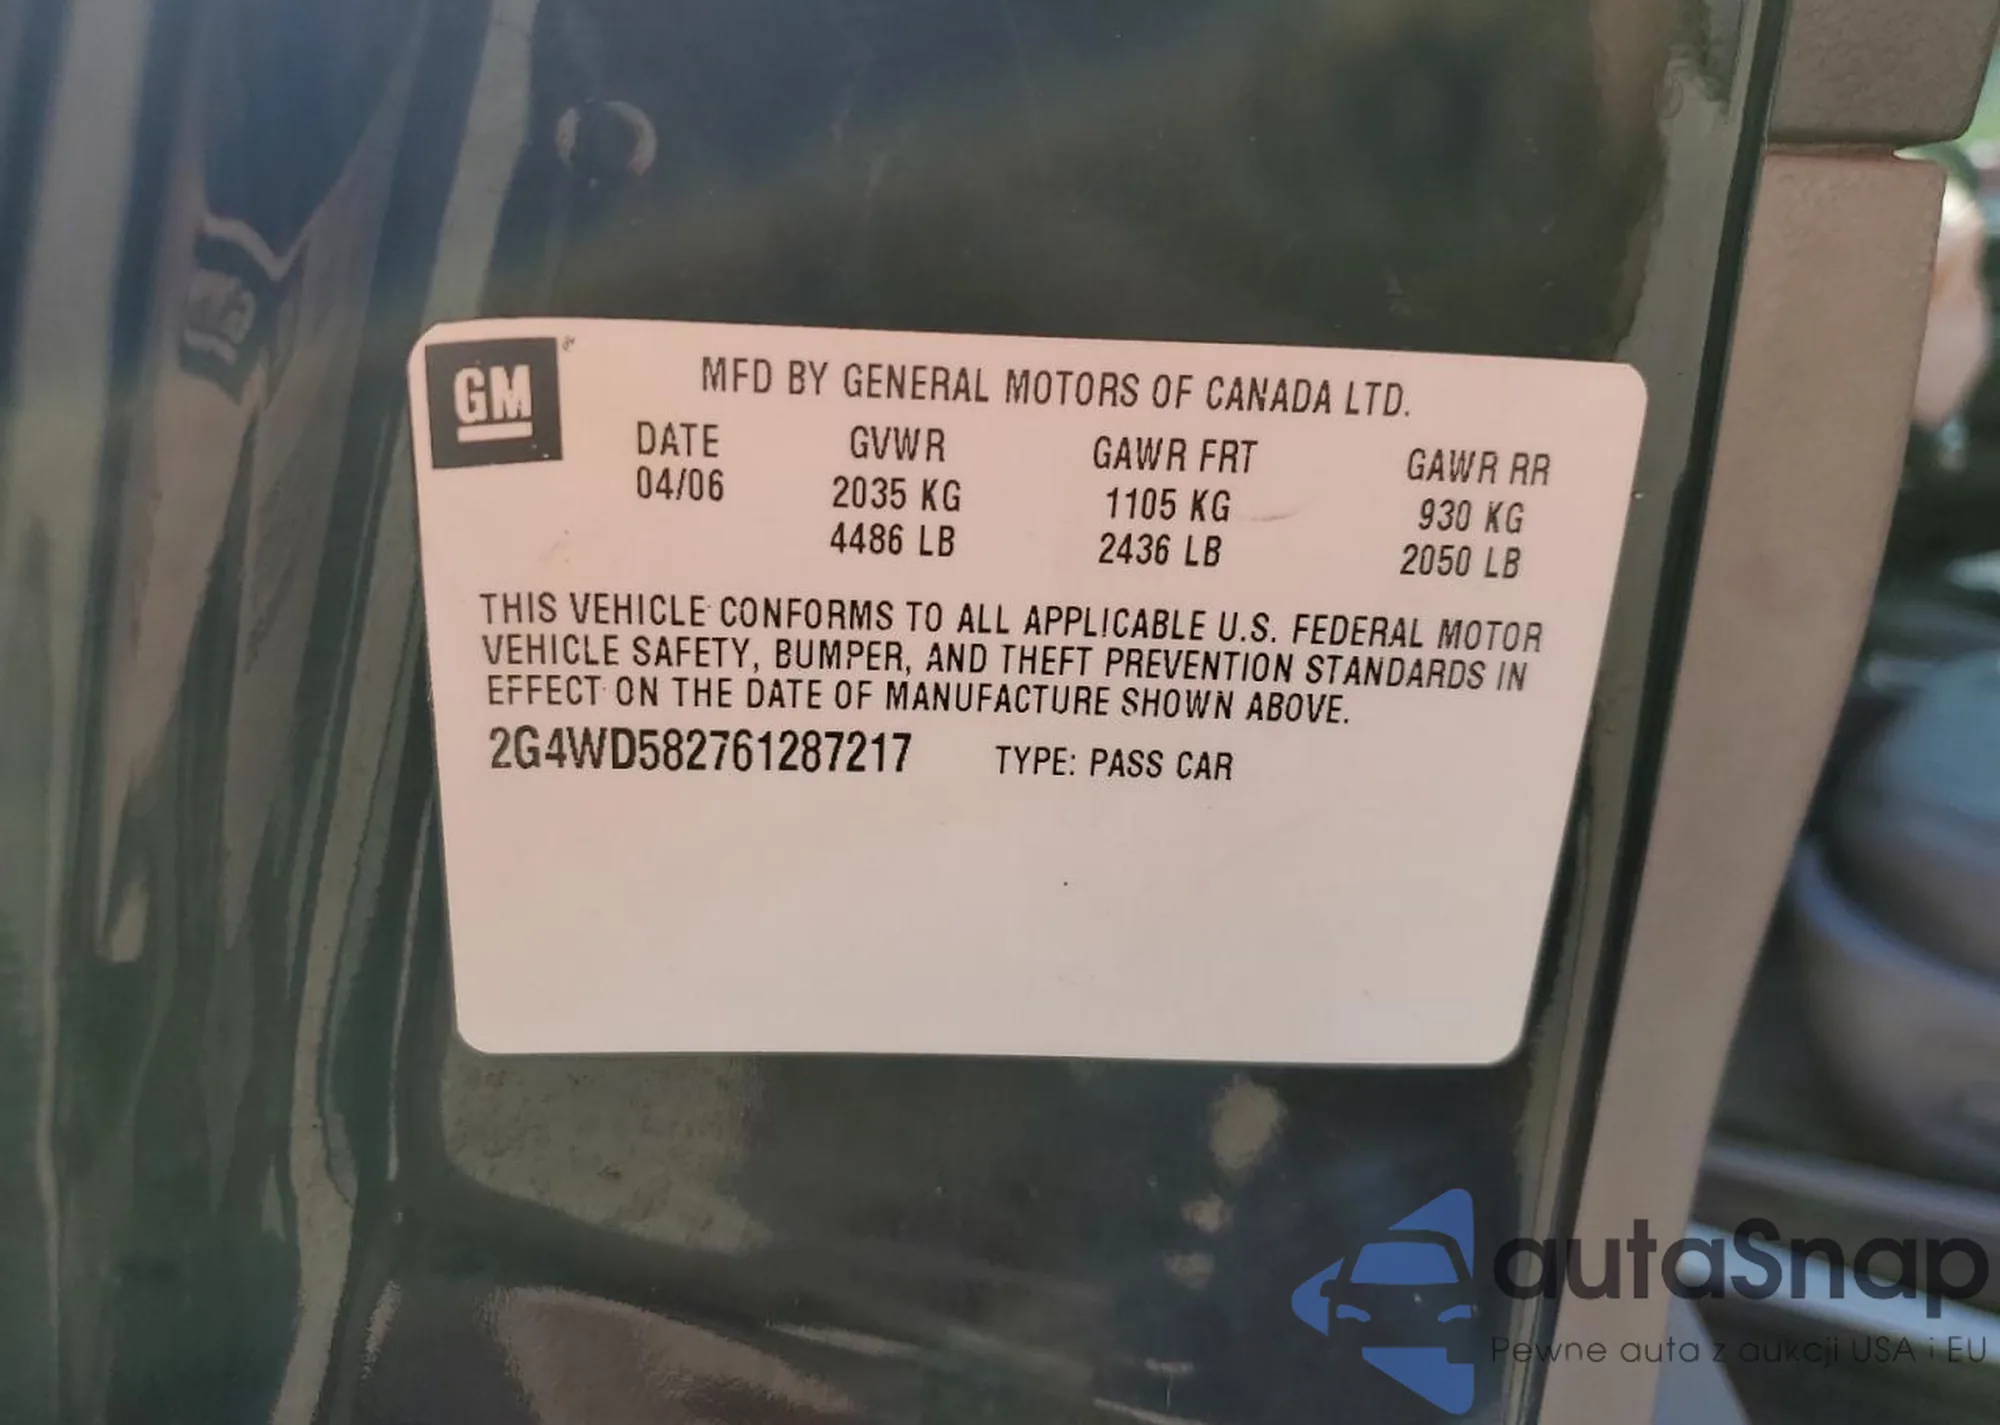 GM
MFD BY GENERAL MOTORS OF CANADA LTD.
DATE GVWR GAWR FRT GAWR RR
04/06 2035 KG 1105 KG 930 KG
4486 LB 2436 LB 2050 LB
THIS VEHICLE CONFORMS TO ALL APPLICABLE U.S. FEDERAL MOTOR
VEHICLE SAFETY, BUMPER, AND THEFT PREVENTION STANDARDS IN
EFFECT ON THE DATE OF MANUFACTURE SHOWN ABOVE.
2G4WD582761287217 TYPE: PASS CAR
autaSnap
Pewne auta z aukcji USA i EU